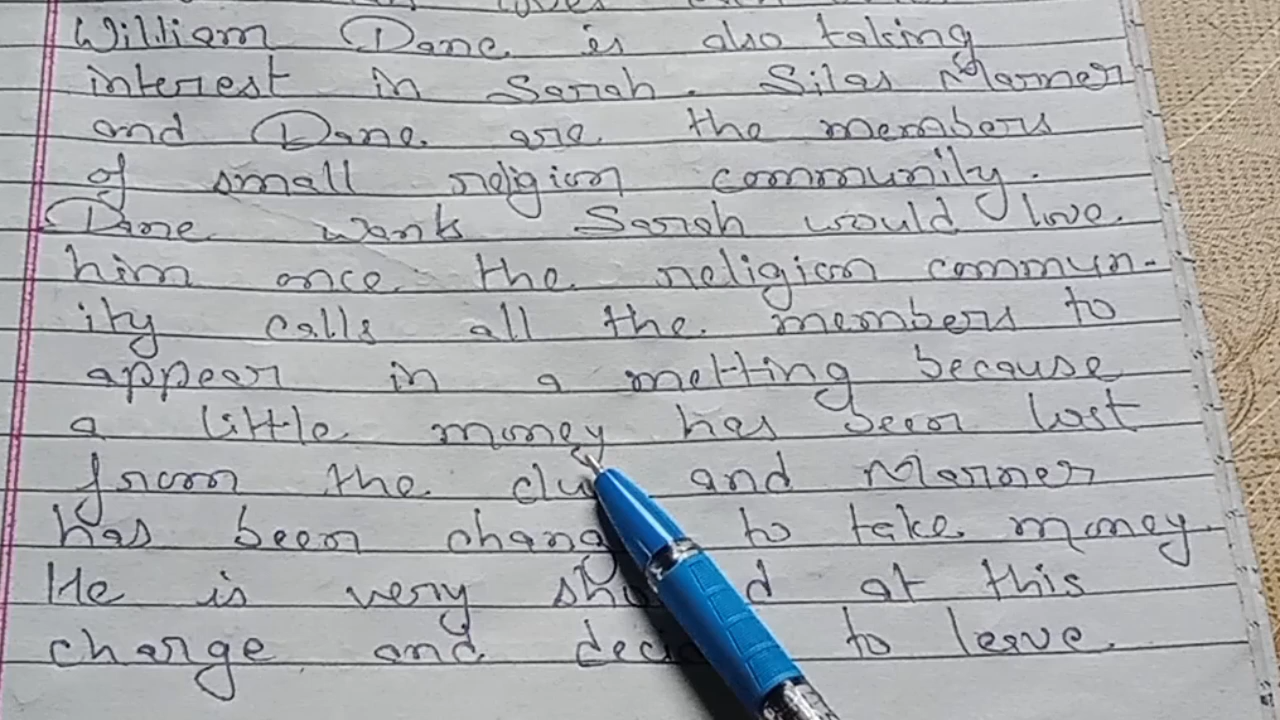 William Dane is also taking
interest in Sarah. Silas Marner
and Dane are the members
of small religion community.
Dane wants Sarah would love
him once the religion commun-
ity calls all the members to
appear in a metting because
a little money has been lost
from the and Marner
has been to take money
He is very at this
charge and to leave